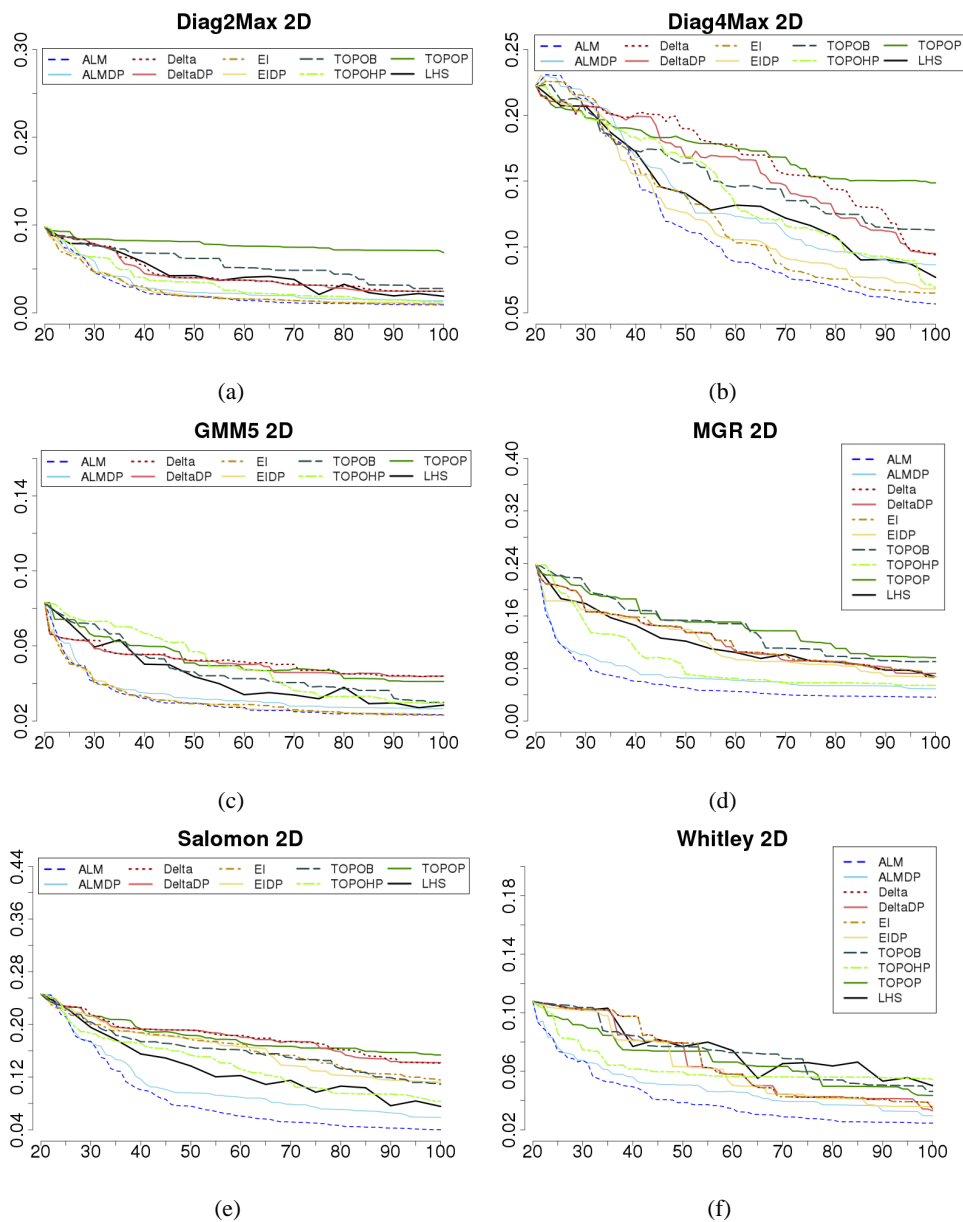 Diag2Max 2D
ALM Delta EI TOPOB TOPOP
ALMDP DeltaDP EIDP TOPOHP LHS
0.30
0.20
0.10
0.00
20 30 40 50 60 70 80 90 100
(a)
Diag4Max 2D
ALM Delta EI TOPOB TOPOP
ALMDP DeltaDP EIDP TOPOHP LHS
0.25
0.20
0.15
0.10
0.05
20 30 40 50 60 70 80 90 100
(b)
GMM5 2D
ALM Delta EI TOPOB TOPOP
ALMDP DeltaDP EIDP TOPOHP LHS
0.14
0.10
0.06
0.02
20 30 40 50 60 70 80 90 100
(c)
MGR 2D
ALM
ALMDP
Delta
DeltaDP
EI
EIDP
TOPOB
TOPOHP
TOPOP
LHS
0.40
0.32
0.24
0.16
0.08
0.00
20 30 40 50 60 70 80 90 100
(d)
Salomon 2D
ALM Delta EI TOPOB TOPOP
ALMDP DeltaDP EIDP TOPOHP LHS
0.44
0.36
0.28
0.20
0.12
0.04
20 30 40 50 60 70 80 90 100
(e)
Whitley 2D
ALM
ALMDP
Delta
DeltaDP
EI
EIDP
TOPOB
TOPOHP
TOPOP
LHS
0.18
0.14
0.10
0.06
0.02
20 30 40 50 60 70 80 90 100
(f)